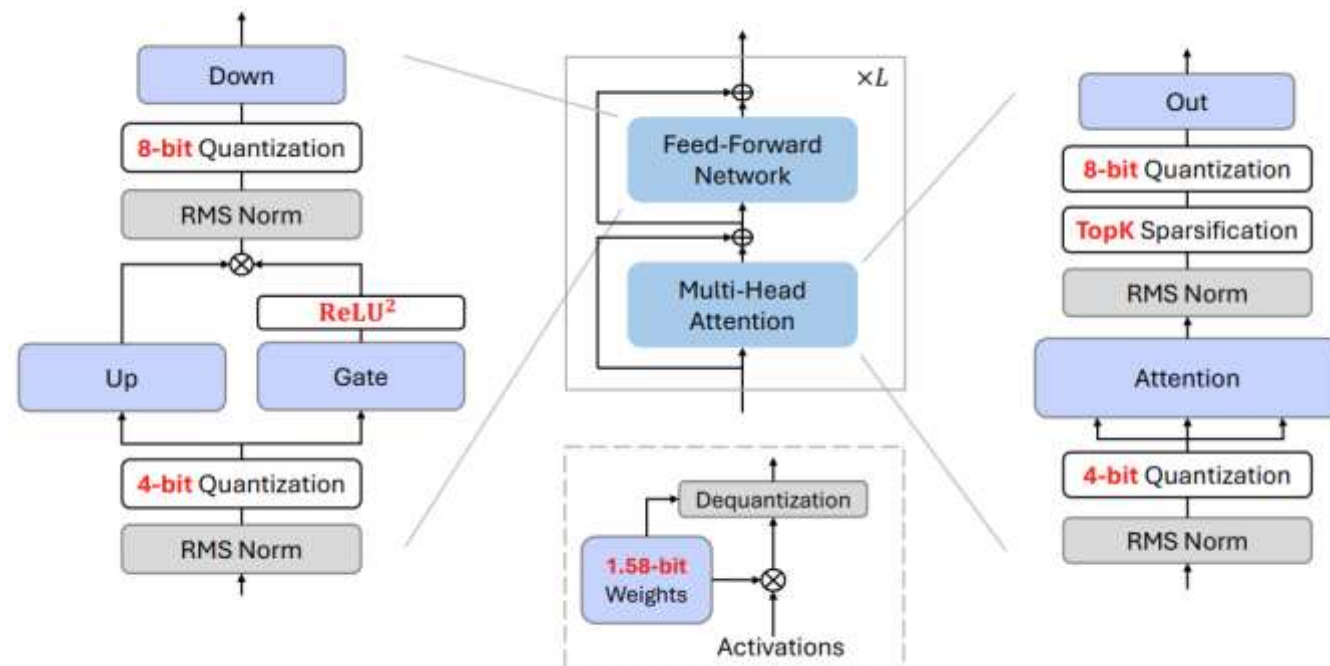 Down
8-bit Quantization
RMS Norm
ReLU²
Up
Gate
4-bit Quantization
RMS Norm
×L
Feed-Forward
Network
Multi-Head
Attention
Dequantization
1.58-bit
Weights
Activations
Out
8-bit Quantization
TopK Sparsification
RMS Norm
Attention
4-bit Quantization
RMS Norm